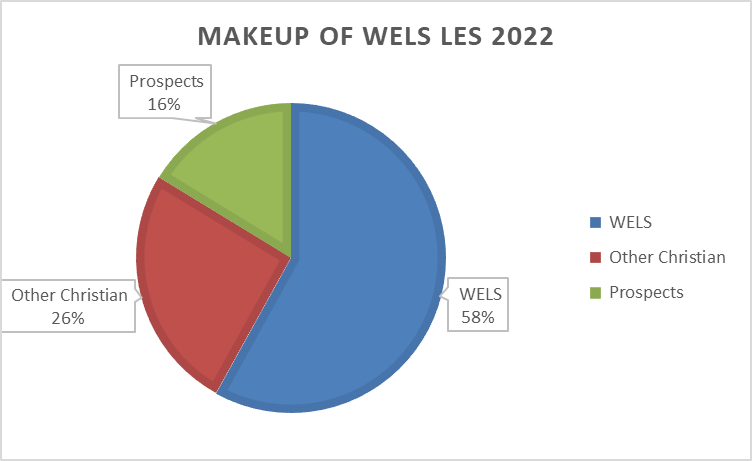 MAKEUP OF WELS LES 2022
Prospects
16%
Other Christian
26%
WELS
58%
WELS
Other Christian
Prospects